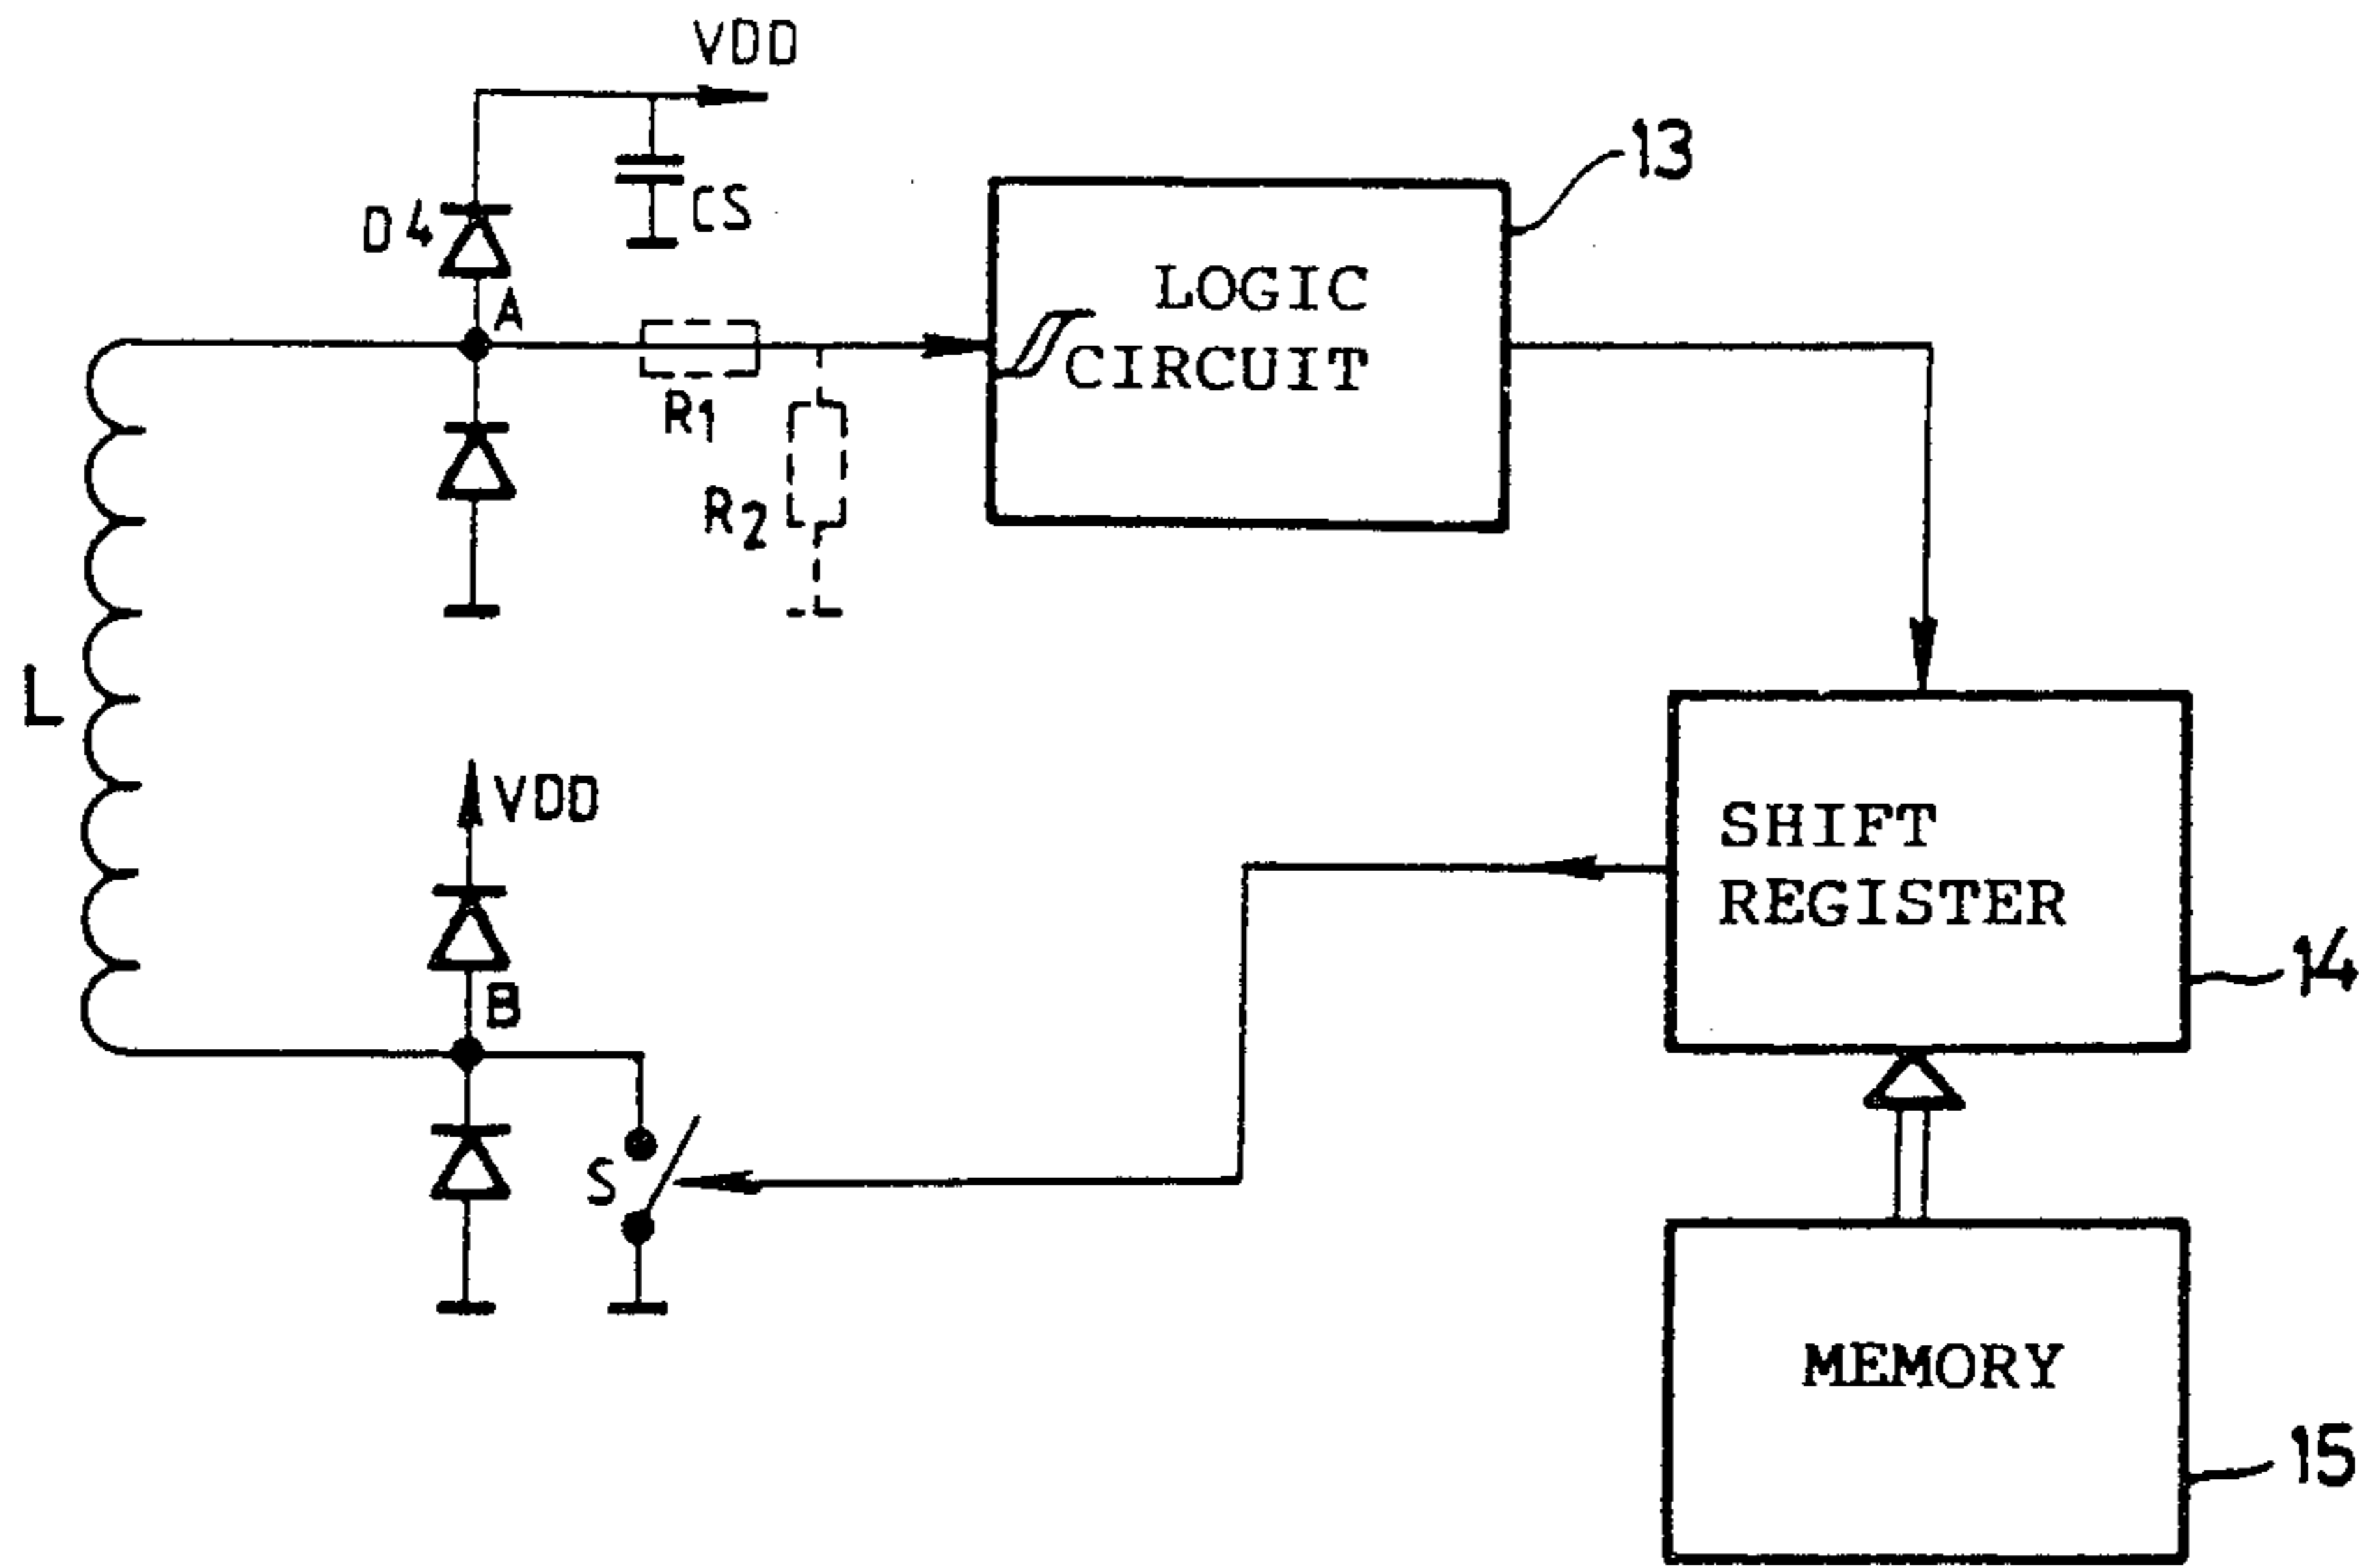 VDD
13
D4
CS
A
LOGIC
CIRCUIT
R1
R2
L
VDD
SHIFT
REGISTER
14
B
S
MEMORY
15